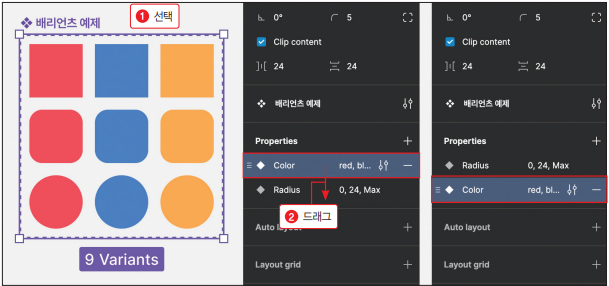 ❖ 배리언츠 예제
1 선택
9 Variants
0° 5
Clip content
24 24
배리언츠 예제
Properties
Color red, bl...
Radius 0, 24, Max
2 드래그
Auto layout
Layout grid
0° 5
Clip content
24 24
배리언츠 예제
Properties
Radius 0, 24, Max
Color red, bl...
Auto layout
Layout grid